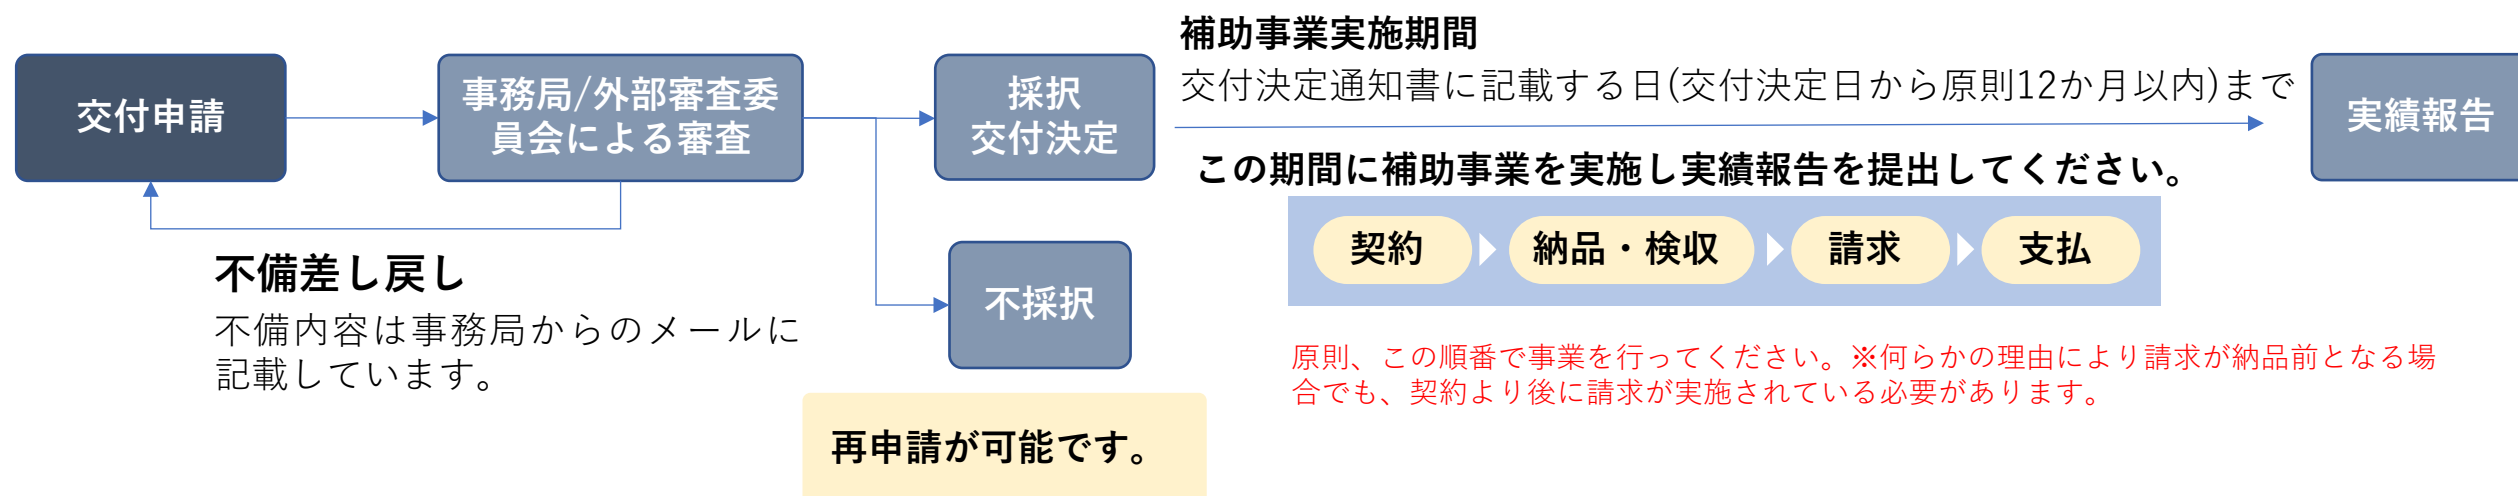 交付申請
事務局/外部審査委
員会による審査
採択
交付決定
不採択
不備差し戻し
不備内容は事務局からのメールに
記載しています。
再申請が可能です。
補助事業実施期間
交付決定通知書に記載する日(交付決定日から原則12か月以内)まで
この期間に補助事業を実施し実績報告を提出してください。
契約
納品・検収
請求
支払
原則、この順番で事業を行ってください。※何らかの理由により請求が納品前となる場
合でも、契約より後に請求が実施されている必要があります。
実績報告